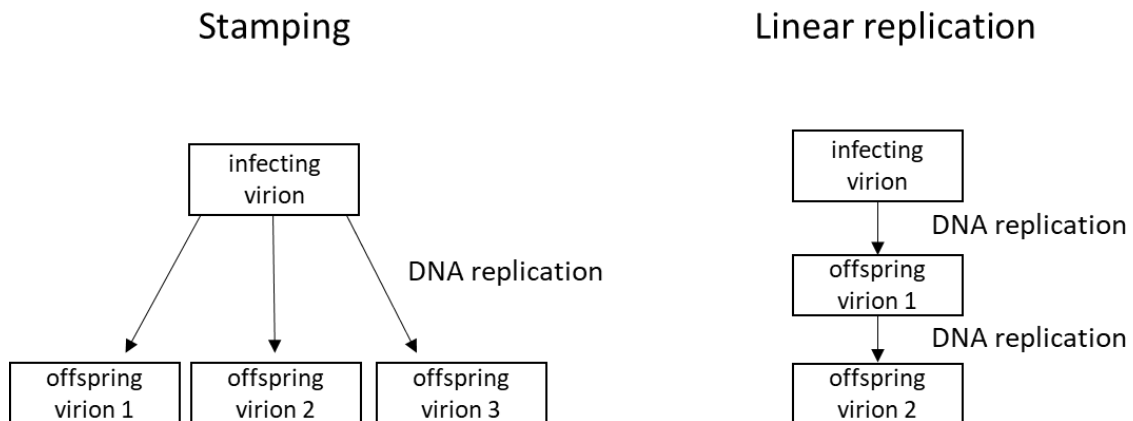 Stamping
infecting
virion
DNA replication
offspring
virion 1
offspring
virion 2
offspring
virion 3
Linear replication
infecting
virion
DNA replication
offspring
virion 1
DNA replication
offspring
virion 2